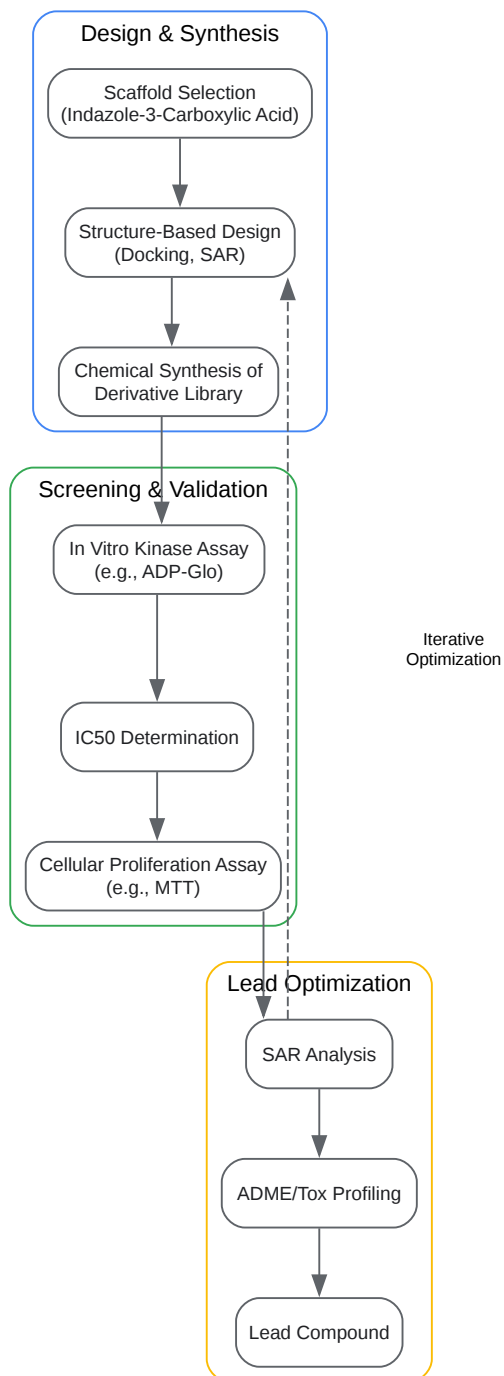 Design & Synthesis
Scaffold Selection
(Indazole-3-Carboxylic Acid)
Structure-Based Design
(Docking, SAR)
Chemical Synthesis of
Derivative Library
Screening & Validation
In Vitro Kinase Assay
(e.g., ADP-Glo)
Iterative
Optimization
IC50 Determination
Cellular Proliferation Assay
(e.g., MTT)
Lead Optimization
SAR Analysis
ADME/Tox Profiling
Lead Compound